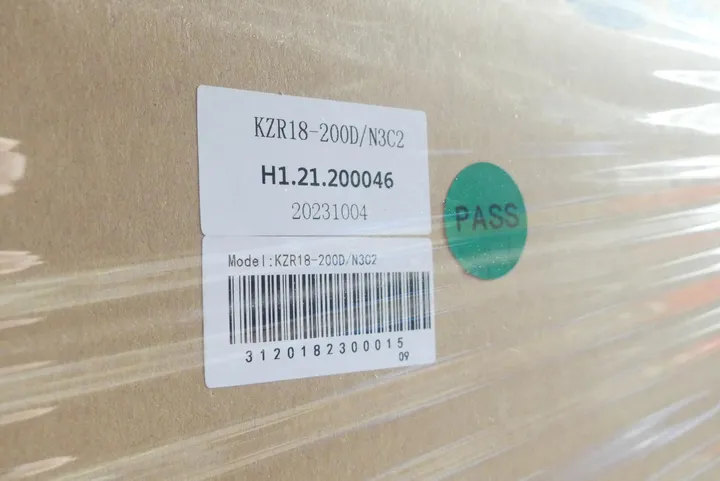 KZR18-200D/N3C2
H1.21.200046
20231004
PASS
Model:KZR18-200D/N3C2
3120182300015
09